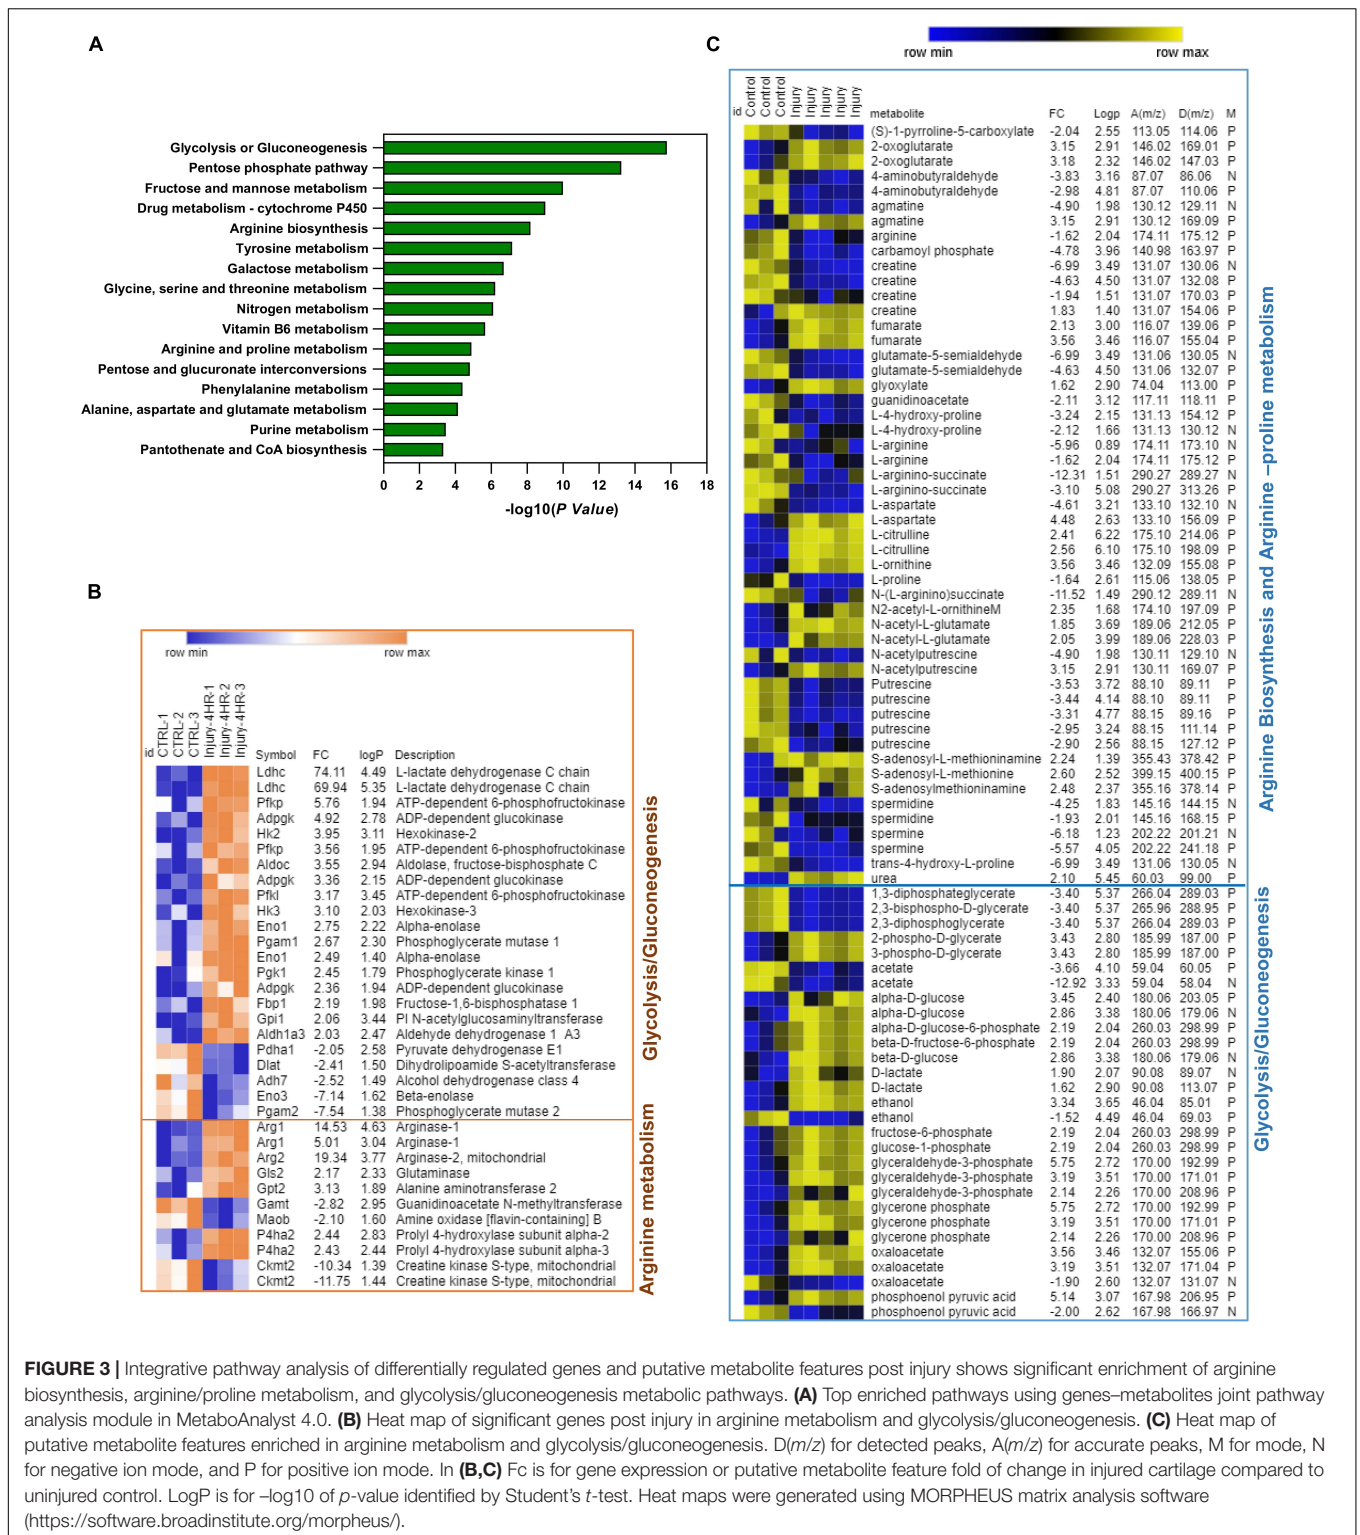 A
Glycolysis or Gluconeogenesis
Pentose phosphate pathway
Fructose and mannose metabolism
Drug metabolism - cytochrome P450
Arginine biosynthesis
Tyrosine metabolism
Galactose metabolism
Glycine, serine and threonine metabolism
Nitrogen metabolism
Vitamin B6 metabolism
Arginine and proline metabolism
Pentose and glucuronate interconversions
Phenylalanine metabolism
Alanine, aspartate and glutamate metabolism
Purine metabolism
Pantothenate and CoA biosynthesis
0 2 4 6 8 10 12 14 16 18
-log10(P Value)
B
row min row max
id CTRL-1 CTRL-2 CTRL-3 Injury-4HR-1 Injury-4HR-2 Injury-4HR-3 Symbol FC logP Description
Ldhc 74.11 4.49 L-lactate dehydrogenase C chain
Ldhc 69.94 5.35 L-lactate dehydrogenase C chain
Pfkp 5.76 1.94 ATP-dependent 6-phosphofructokinase
Adpgk 4.92 2.78 ADP-dependent glucokinase
Hk2 3.95 3.11 Hexokinase-2
Pfkp 3.56 1.95 ATP-dependent 6-phosphofructokinase
Aldoc 3.55 2.94 Aldolase, fructose-bisphosphate C
Adpgk 3.36 2.15 ADP-dependent glucokinase
Pfkl 3.17 3.45 ATP-dependent 6-phosphofructokinase
Hk3 3.10 2.03 Hexokinase-3
Eno1 2.75 2.22 Alpha-enolase
Pgam1 2.67 2.30 Phosphoglycerate mutase 1
Eno1 2.49 1.40 Alpha-enolase
Pgk1 2.45 1.79 Phosphoglycerate kinase 1
Adpgk 2.36 1.94 ADP-dependent glucokinase
Fbp1 2.19 1.98 Fructose-1,6-bisphosphatase 1
Gpi1 2.06 3.44 PI N-acetylglucosaminyltransferase
Aldh1a3 2.03 2.47 Aldehyde dehydrogenase 1 A3
Pdha1 -2.05 2.58 Pyruvate dehydrogenase E1
Dlat -2.41 1.50 Dihydrolipoamide S-acetyltransferase
Adh7 -2.52 1.49 Alcohol dehydrogenase class 4
Eno3 -7.14 1.62 Beta-enolase
Pgam2 -7.54 1.38 Phosphoglycerate mutase 2
Glycolysis/Gluconeogenesis
Arg1 14.53 4.63 Arginase-1
Arg1 5.01 3.04 Arginase-1
Arg2 19.34 3.77 Arginase-2, mitochondrial
Gls2 2.17 2.33 Glutaminase
Gpt2 3.13 1.89 Alanine aminotransferase 2
Gamt -2.82 2.95 Guanidinoacetate N-methyltransferase
Maob -2.10 1.60 Amine oxidase [flavin-containing] B
P4ha2 2.44 2.83 Prolyl 4-hydroxylase subunit alpha-2
P4ha2 2.43 2.44 Prolyl 4-hydroxylase subunit alpha-3
Ckmt2 -10.34 1.39 Creatine kinase S-type, mitochondrial
Ckmt2 -11.75 1.44 Creatine kinase S-type, mitochondrial
Arginine metabolism
C
row min row max
id Control Control Control Injury Injury Injury Injury Injury metabolite FC Logp A(m/z) D(m/z) M
(S)-1-pyrroline-5-carboxylate -2.04 2.55 113.05 114.06 P
2-oxoglutarate 3.15 2.91 146.02 169.01 P
2-oxoglutarate 3.18 2.32 146.02 147.03 P
4-aminobutyraldehyde -3.83 3.16 87.07 86.06 N
4-aminobutyraldehyde -2.98 4.81 87.07 110.06 P
agmatine -4.90 1.98 130.12 129.11 N
agmatine 3.15 2.91 130.12 169.09 P
arginine -1.62 2.04 174.11 175.12 P
carbamoyl phosphate -4.78 3.96 140.98 163.97 P
creatine -6.99 3.49 131.07 130.06 N
creatine -4.63 4.50 131.07 132.08 P
creatine -1.94 1.51 131.07 170.03 P
creatine 1.83 1.40 131.07 154.06 P
fumarate 2.13 3.00 116.07 139.06 P
fumarate 3.56 3.46 116.07 155.04 P
glutamate-5-semialdehyde -6.99 3.49 131.06 130.05 N
glutamate-5-semialdehyde -4.63 4.50 131.06 132.07 P
glyoxylate 1.62 2.90 74.04 113.00 P
guanidinoacetate -2.11 3.12 117.11 118.11 P
L-4-hydroxy-proline -3.24 2.15 131.13 154.12 P
L-4-hydroxy-proline -2.12 1.66 131.13 130.12 N
L-arginine -5.96 0.89 174.11 173.10 N
L-arginine -1.62 2.04 174.11 175.12 P
L-arginino-succinate -12.31 1.51 290.27 289.27 N
L-arginino-succinate -3.10 5.08 290.27 313.26 P
L-aspartate -4.61 3.21 133.10 132.10 N
L-aspartate 4.48 2.63 133.10 156.09 P
L-citrulline 2.41 6.22 175.10 214.06 P
L-citrulline 2.56 6.10 175.10 198.09 P
L-ornithine 3.56 3.46 132.09 155.08 P
L-proline -1.64 2.61 115.06 138.05 P
N-(L-arginino)succinate -11.52 1.49 290.12 289.11 N
N2-acetyl-L-ornithineM 2.35 1.68 174.10 197.09 P
N-acetyl-L-glutamate 1.85 3.69 189.06 212.05 P
N-acetyl-L-glutamate 2.05 3.99 189.06 228.03 P
N-acetylputrescine -4.90 1.98 130.11 129.10 N
N-acetylputrescine 3.15 2.91 130.11 169.07 P
Putrescine -3.53 3.72 88.10 89.11 P
putrescine -3.44 4.14 88.10 89.11 P
putrescine -3.31 4.77 88.15 89.16 P
putrescine -2.95 3.24 88.15 111.14 P
putrescine -2.90 2.56 88.15 127.12 P
S-adenosyl-L-methioninamine 2.24 1.39 355.43 378.42 P
S-adenosyl-L-methionine 2.60 2.52 399.15 400.15 P
S-adenosylmethioninamine 2.48 2.37 355.16 378.14 P
spermidine -4.25 1.83 145.16 144.15 N
spermidine -1.93 2.01 145.16 168.15 P
spermine -6.18 1.23 202.22 201.21 N
spermine -5.57 4.05 202.22 241.18 P
trans-4-hydroxy-L-proline -6.99 3.49 131.06 130.05 N
urea 2.10 5.45 60.03 99.00 P
Arginine Biosynthesis and Arginine –proline metabolism
1,3-diphosphateglycerate -3.40 5.37 266.04 289.03 P
2,3-bisphospho-D-glycerate -3.40 5.37 265.96 288.95 P
2,3-diphosphoglycerate -3.40 5.37 266.04 289.03 P
2-phospho-D-glycerate 3.43 2.80 185.99 187.00 P
3-phospho-D-glycerate 3.43 2.80 185.99 187.00 P
acetate -3.66 4.10 59.04 60.05 P
acetate -12.92 3.33 59.04 58.04 N
alpha-D-glucose 3.45 2.40 180.06 203.05 P
alpha-D-glucose 2.86 3.38 180.06 179.06 N
alpha-D-glucose-6-phosphate 2.19 2.04 260.03 298.99 P
beta-D-fructose-6-phosphate 2.19 2.04 260.03 298.99 P
beta-D-glucose 2.86 3.38 180.06 179.06 N
D-lactate 1.90 2.07 90.08 89.07 N
D-lactate 1.62 2.90 90.08 113.07 P
ethanol 3.34 3.65 46.04 85.01 P
ethanol -1.52 4.49 46.04 69.03 P
fructose-6-phosphate 2.19 2.04 260.03 298.99 P
glucose-1-phosphate 2.19 2.04 260.03 298.99 P
glyceraldehyde-3-phosphate 5.75 2.72 170.00 192.99 P
glyceraldehyde-3-phosphate 3.19 3.51 170.00 171.01 P
glyceraldehyde-3-phosphate 2.14 2.26 170.00 208.96 P
glycerone phosphate 5.75 2.72 170.00 192.99 P
glycerone phosphate 3.19 3.51 170.00 171.01 P
glycerone phosphate 2.14 2.26 170.00 208.96 P
oxaloacetate 3.56 3.46 132.07 155.06 P
oxaloacetate 3.19 3.51 132.07 171.04 P
oxaloacetate -1.90 2.60 132.07 131.07 N
phosphoenol pyruvic acid 5.14 3.07 167.98 206.95 P
phosphoenol pyruvic acid -2.00 2.62 167.98 166.97 N
Glycolysis/Gluconeogenesis
FIGURE 3 | Integrative pathway analysis of differentially regulated genes and putative metabolite features post injury shows significant enrichment of arginine
biosynthesis, arginine/proline metabolism, and glycolysis/gluconeogenesis metabolic pathways. (A) Top enriched pathways using genes–metabolites joint pathway
analysis module in MetaboAnalyst 4.0. (B) Heat map of significant genes post injury in arginine metabolism and glycolysis/gluconeogenesis. (C) Heat map of
putative metabolite features enriched in arginine metabolism and glycolysis/gluconeogenesis. D(m/z) for detected peaks, A(m/z) for accurate peaks, M for mode, N
for negative ion mode, and P for positive ion mode. In (B,C) Fc is for gene expression or putative metabolite feature fold of change in injured cartilage compared to
uninjured control. LogP is for –log10 of p-value identified by Student's t-test. Heat maps were generated using MORPHEUS matrix analysis software
(https://software.broadinstitute.org/morpheus/).